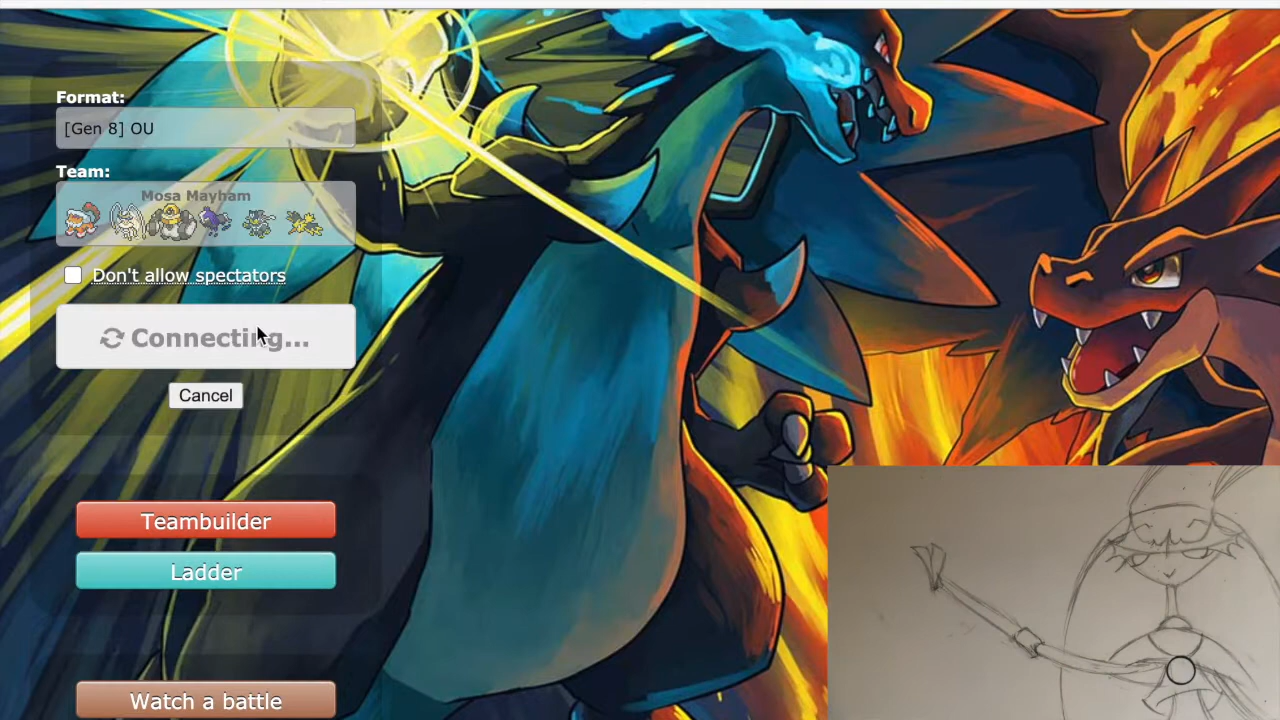 Format:
[Gen 8] OU
Team:
Mosa Mayham
Don't allow spectators
Connecting...
Cancel
Teambuilder
Ladder
Watch a battle